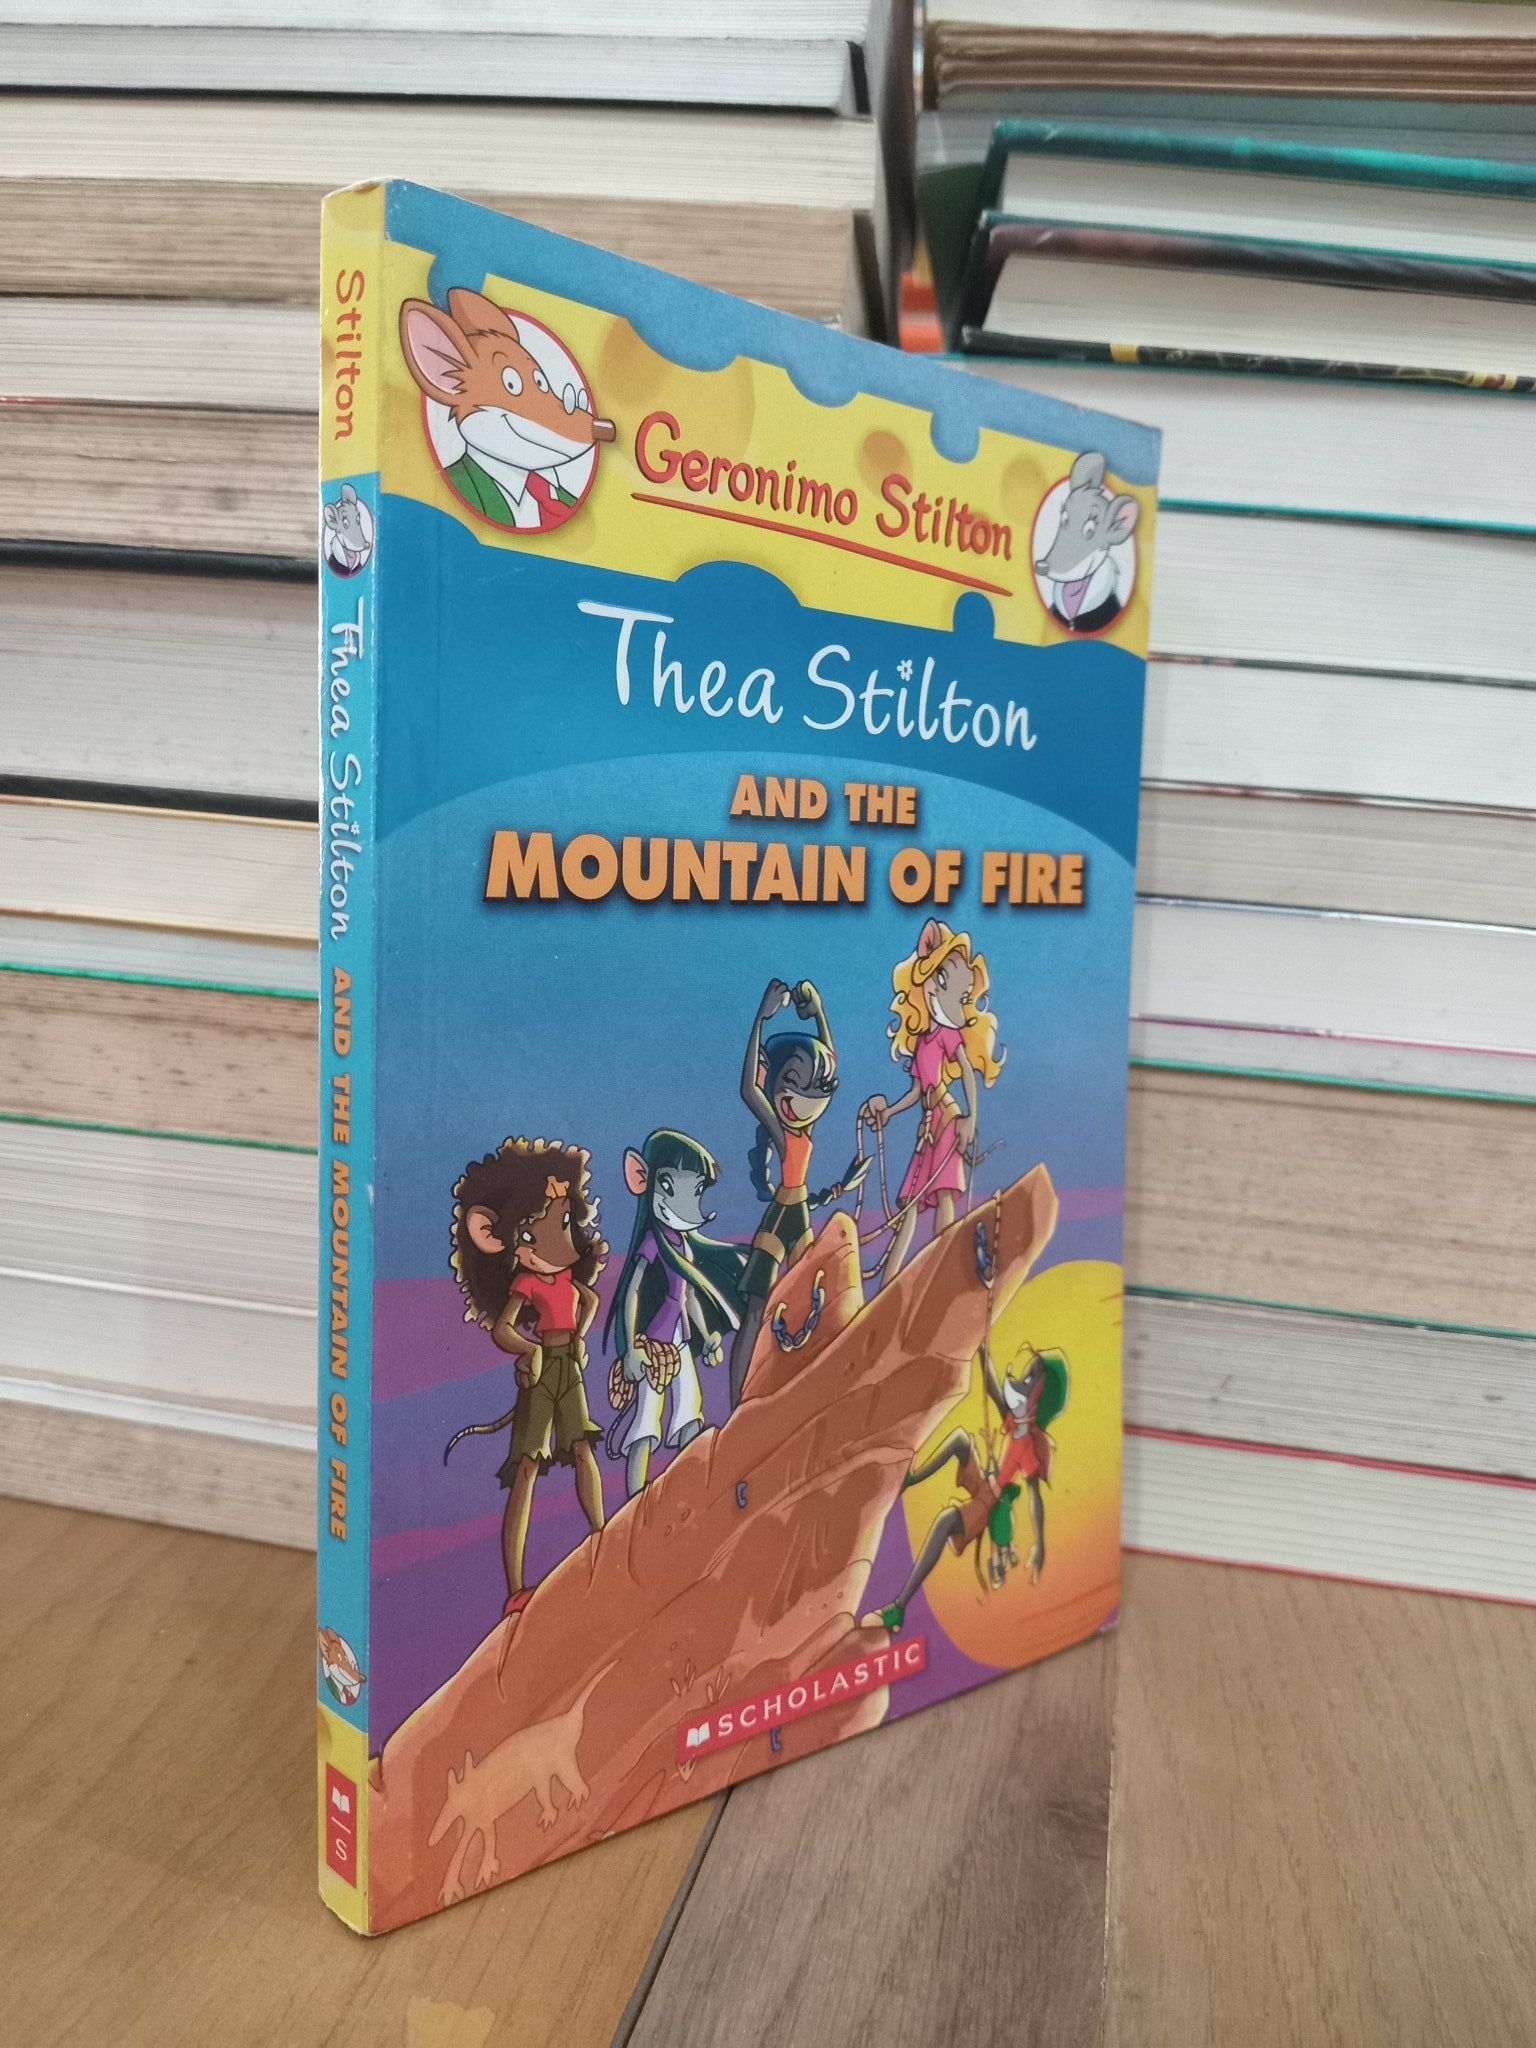 Geronimo Stilton
Thea Stilton
AND THE
MOUNTAIN OF FIRE
SCHOLASTIC
Stilton
Thea Stilton AND THE MOUNTAIN OF FIRE
S